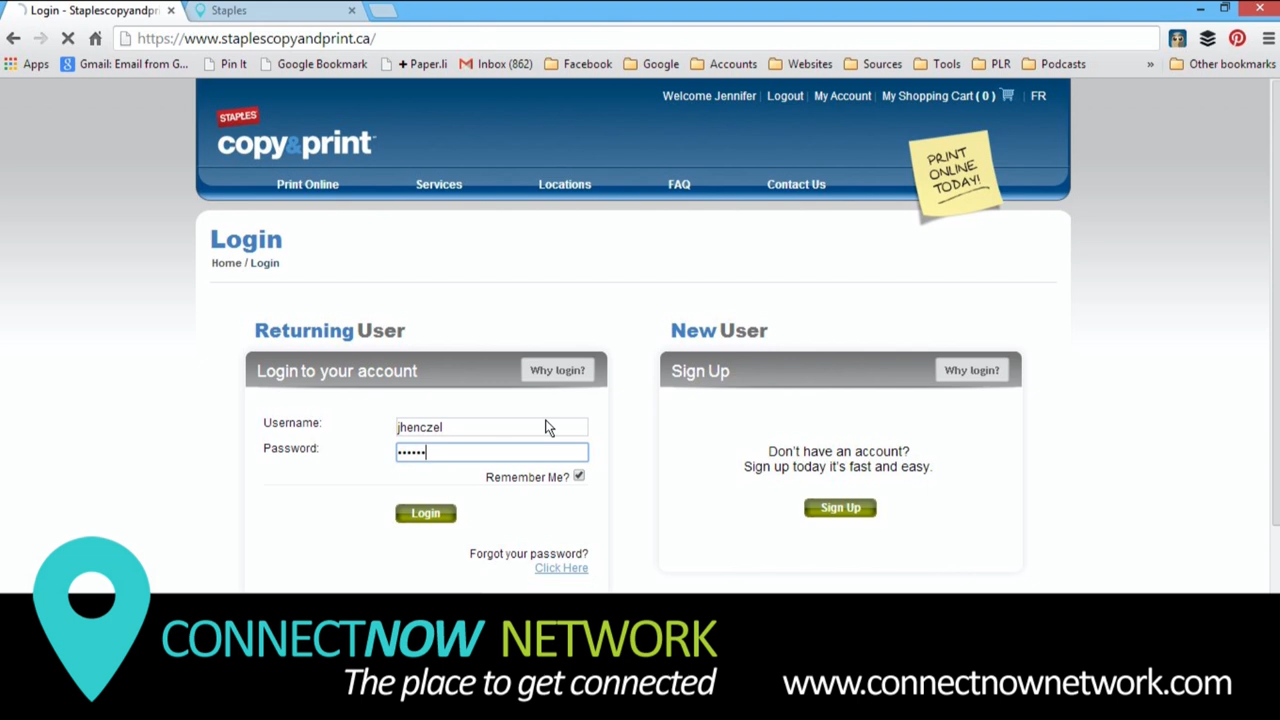 Login - Staplescopyandpri
Staples
https://www.staplescopyandprint.ca/
Apps Gmail: Email from G... Pin It Google Bookmark + Paper.li Inbox (862) Facebook Google Accounts Websites Sources Tools PLR Podcasts » Other bookmarks
Welcome Jennifer Logout My Account My Shopping Cart ( 0 ) FR
STAPLES
copy&print
PRINT
ONLINE
TODAY!
Print Online Services Locations FAQ Contact Us
Login
Home / Login
Returning User
New User
Login to your account Why login?
Sign Up Why login?
Username: jhenczel
Password: ••••••
Remember Me?
Login
Forgot your password?
Click Here
Don't have an account?
Sign up today it's fast and easy.
Sign Up
CONNECTNOW NETWORK
The place to get connected
www.connectnownetwork.com